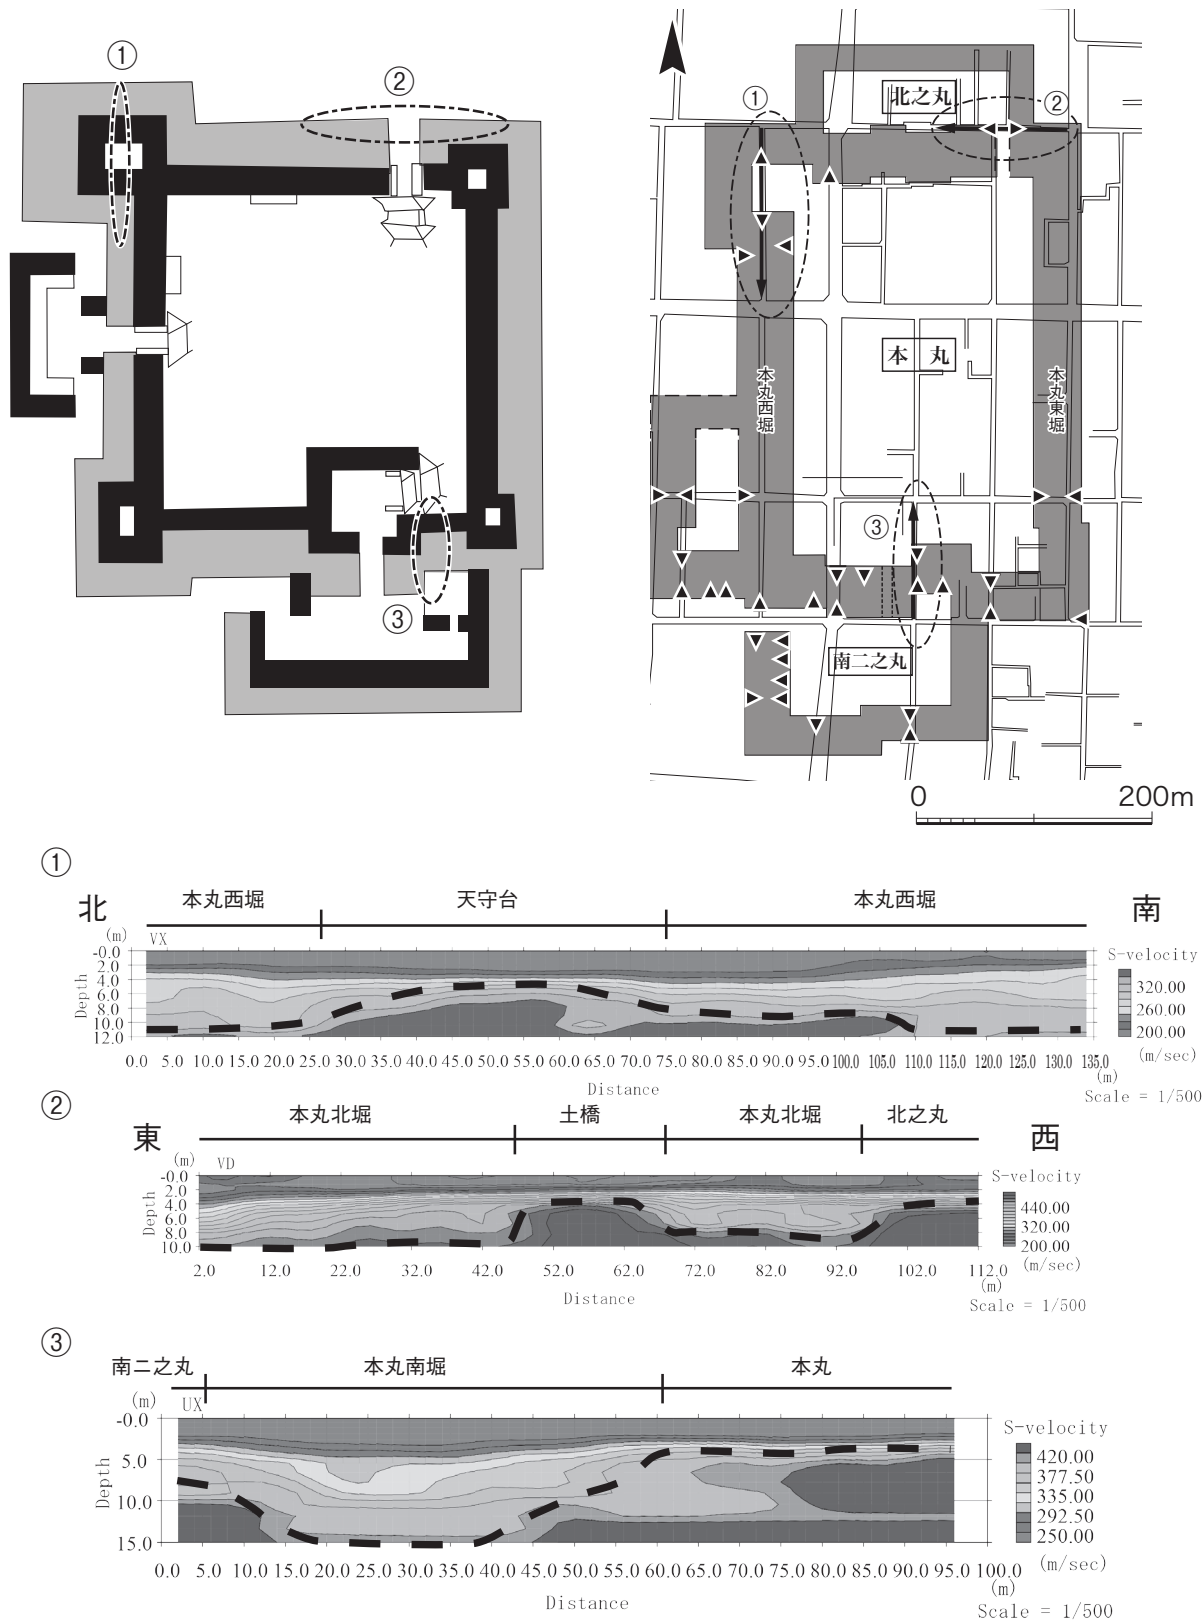 ①
②
③
①
②
北之丸
本 丸
本丸西堀
本丸東堀
③
南二之丸
0 200m
①
北 本丸西堀 天守台 本丸西堀 南
(m) VX
-0.0
2.0
4.0
6.0
8.0
10.0
12.0
Depth
0.0 5.0 10.0 15.0 20.0 25.0 30.0 35.0 40.0 45.0 50.0 55.0 60.0 65.0 70.0 75.0 80.0 85.0 90.0 95.0 100.0 105.0 110.0 115.0 120.0 125.0 130.0 135.0
(m)
Distance
S-velocity
320.00
260.00
200.00
(m/sec)
Scale = 1/500
②
東 本丸北堀 土橋 本丸北堀 北之丸 西
(m) VD
-0.0
2.0
4.0
6.0
8.0
10.0
Depth
2.0 12.0 22.0 32.0 42.0 52.0 62.0 72.0 82.0 92.0 102.0 112.0
(m)
Distance
S-velocity
440.00
320.00
200.00
(m/sec)
Scale = 1/500
③
南ニ之丸 本丸南堀 本丸
(m) UX
-0.0
5.0
10.0
15.0
Depth
0.0 5.0 10.0 15.0 20.0 25.0 30.0 35.0 40.0 45.0 50.0 55.0 60.0 65.0 70.0 75.0 80.0 85.0 90.0 95.0 100.0
(m)
Distance
S-velocity
420.00
377.50
335.00
292.50
250.00
(m/sec)
Scale = 1/500